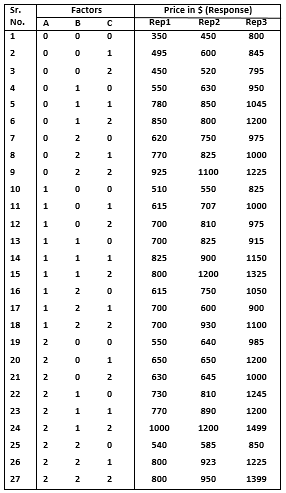 Sr. Factors Price in $ (Response)
No. A B C Rep1 Rep2 Rep3
1 0 0 0 350 450 800
2 0 0 1 495 600 845
3 0 0 2 450 520 795
4 0 1 0 550 630 950
5 0 1 1 780 850 1045
6 0 1 2 850 800 1200
7 0 2 0 620 750 975
8 0 2 1 770 825 1000
9 0 2 2 925 1100 1225
10 1 0 0 510 550 825
11 1 0 1 615 707 1000
12 1 0 2 700 810 975
13 1 1 0 700 825 915
14 1 1 1 825 900 1150
15 1 1 2 800 1200 1325
16 1 2 0 615 750 1050
17 1 2 1 700 600 900
18 1 2 2 700 930 1100
19 2 0 0 550 640 985
20 2 0 1 650 650 1200
21 2 0 2 630 645 1000
22 2 1 0 730 810 1245
23 2 1 1 770 890 1200
24 2 1 2 1000 1200 1499
25 2 2 0 540 585 850
26 2 2 1 800 923 1225
27 2 2 2 800 950 1399